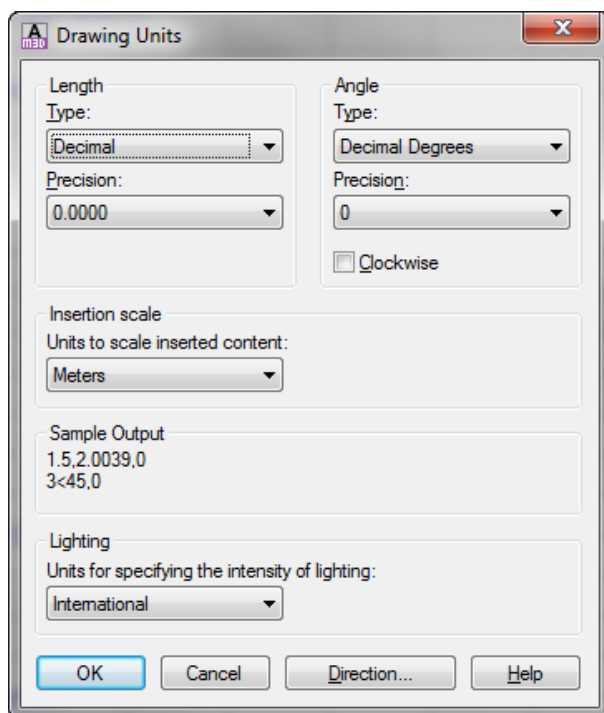 A
M3D
Drawing Units
Length
Type:
Decimal
Precision:
0.0000
Angle
Type:
Decimal Degrees
Precision:
0
Clockwise
Insertion scale
Units to scale inserted content:
Meters
Sample Output
1.5,2.0039,0
3<45,0
Lighting
Units for specifying the intensity of lighting:
International
OK
Cancel
Direction...
Help